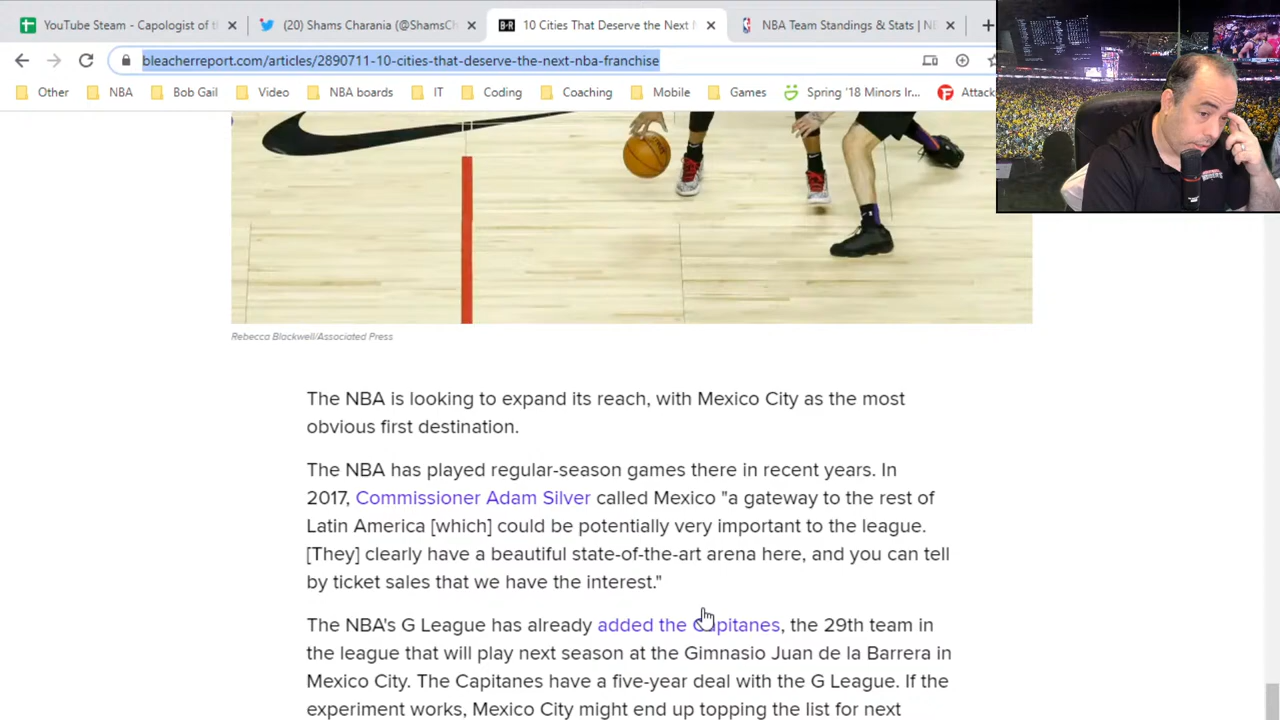 YouTube Steam - Capologist of t
(20) Shams Charania (@ShamsCh
B·R
10 Cities That Deserve the Next N
NBA Team Standings & Stats | NB
bleacherreport.com/articles/2890711-10-cities-that-deserve-the-next-nba-franchise
Other NBA Bob Gail Video NBA boards IT Coding Coaching Mobile Games Spring '18 Minors Ir... Attack
Rebecca Blackwell/Associated Press
The NBA is looking to expand its reach, with Mexico City as the most
obvious first destination.
The NBA has played regular-season games there in recent years. In
2017, Commissioner Adam Silver called Mexico "a gateway to the rest of
Latin America [which] could be potentially very important to the league.
[They] clearly have a beautiful state-of-the-art arena here, and you can tell
by ticket sales that we have the interest."
The NBA's G League has already added the Capitanes, the 29th team in
the league that will play next season at the Gimnasio Juan de la Barrera in
Mexico City. The Capitanes have a five-year deal with the G League. If the
experiment works, Mexico City might end up topping the list for next